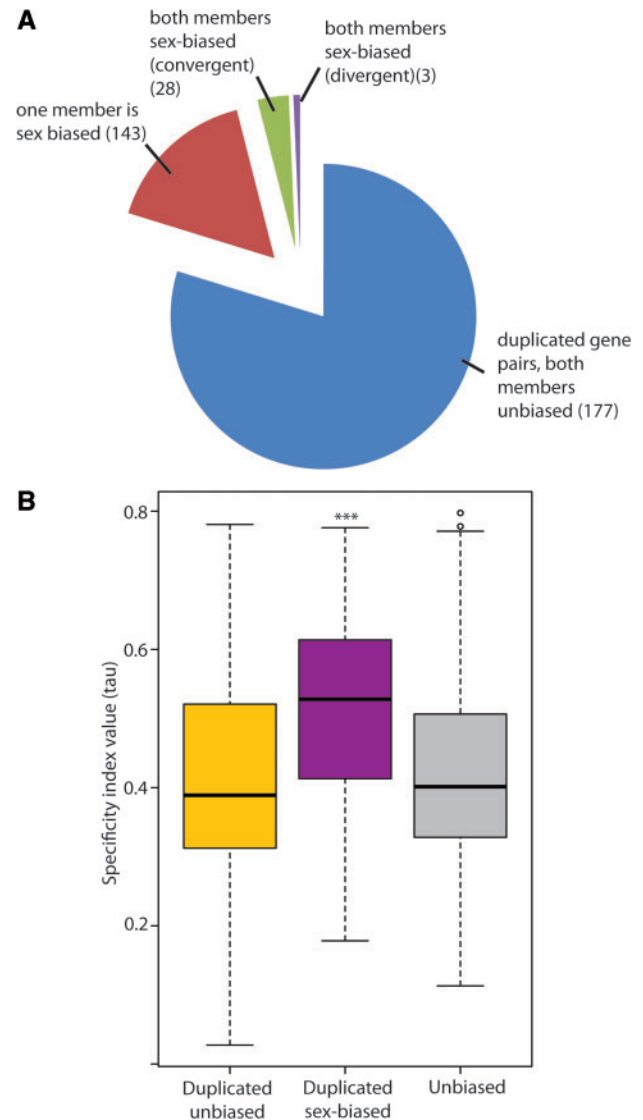 A
both members
sex-biased
(convergent)
(28)
both members
sex-biased
(divergent)(3)
one member is
sex biased (143)
duplicated gene
pairs, both
members
unbiased (177)
B
Specificity index value (tau)
0.8
0.6
0.4
0.2
***
Duplicated
unbiased
Duplicated
sex-biased
Unbiased